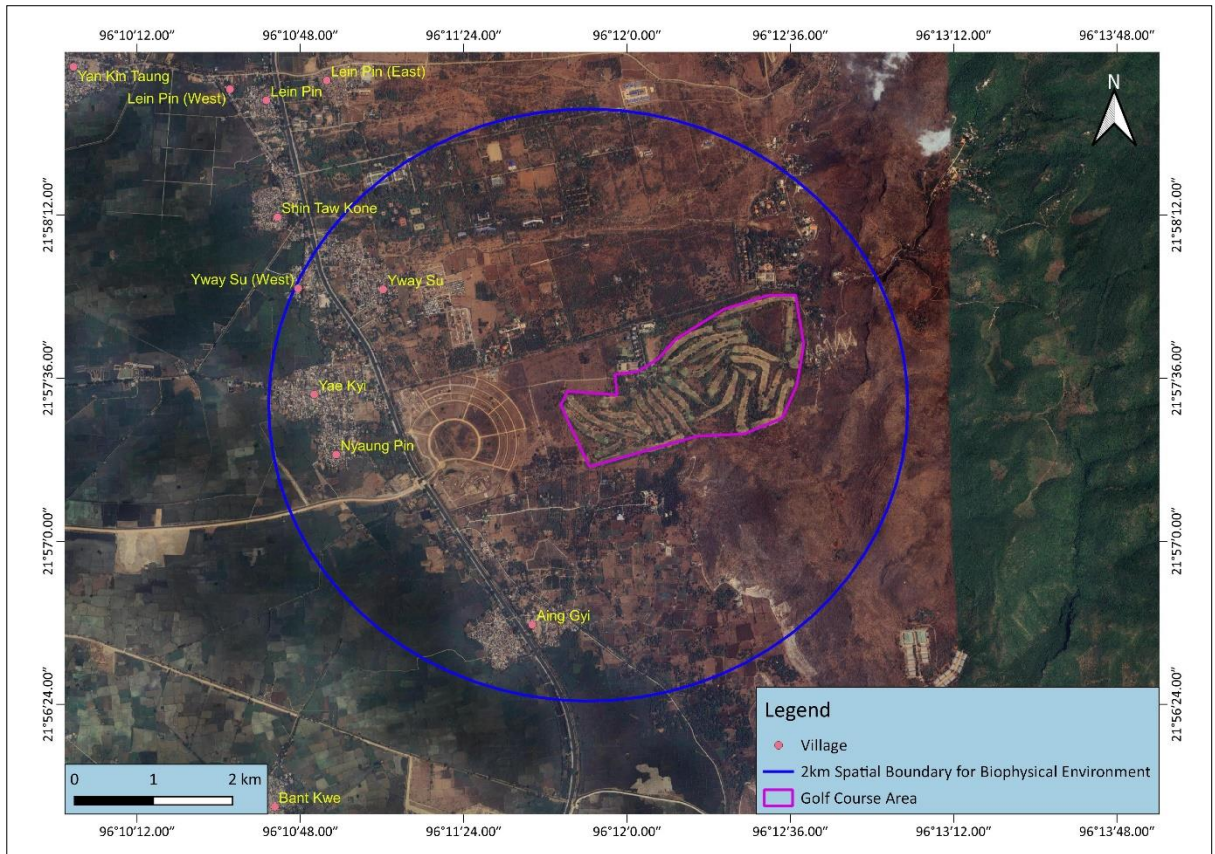 96°10'12.00" 96°10'48.00" 96°11'24.00" 96°12'0.00" 96°12'36.00" 96°13'12.00" 96°13'48.00"
Yan Kin Taung
Lein Pin (East)
Lein Pin (West)
Lein Pin
N
21°58'12.00" 21°58'12.00"
Shin Taw Kone
Yway Su (West)
Yway Su
21°57'36.00" 21°57'36.00"
Yae Kyi
Nyaung Pin
21°57'0.00" 21°57'0.00"
Aing Gyi
21°56'24.00" 21°56'24.00"
Legend
Village
2km Spatial Boundary for Biophysical Environment
Golf Course Area
0 1 2 km
Bant Kwe
96°10'12.00" 96°10'48.00" 96°11'24.00" 96°12'0.00" 96°12'36.00" 96°13'12.00" 96°13'48.00"